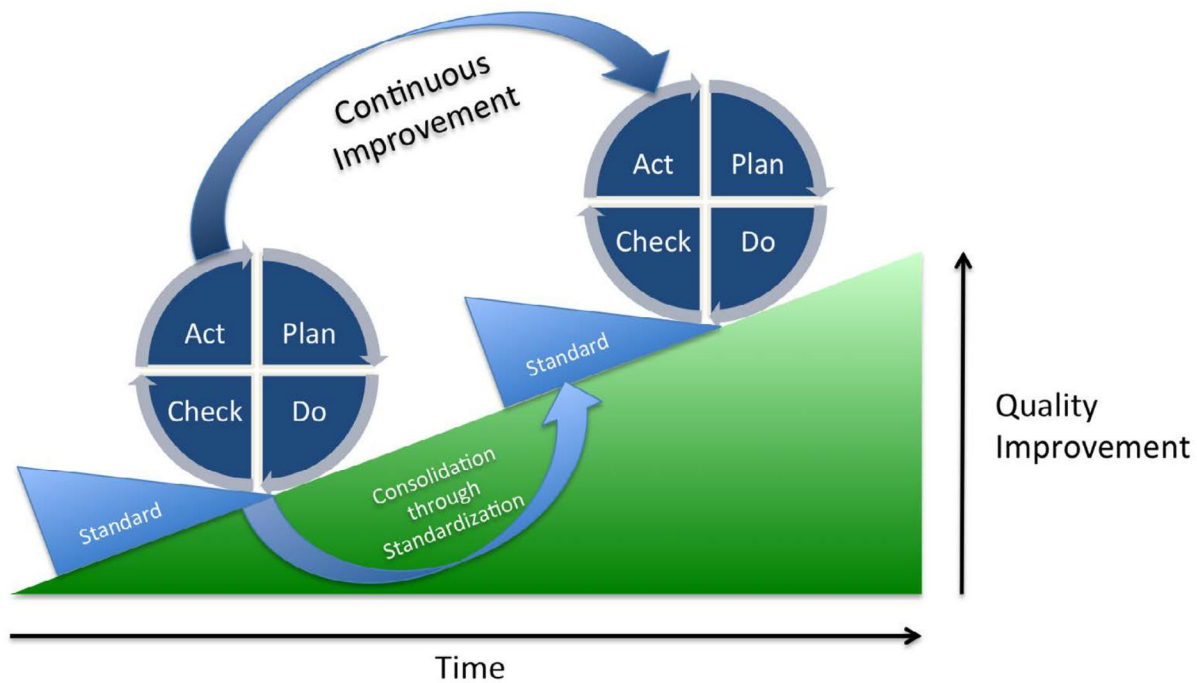 Continuous
Improvement
Act
Plan
Check
Do
Act
Plan
Check
Do
Standard
Standard
Consolidation
through
Standardization
Quality
Improvement
Time